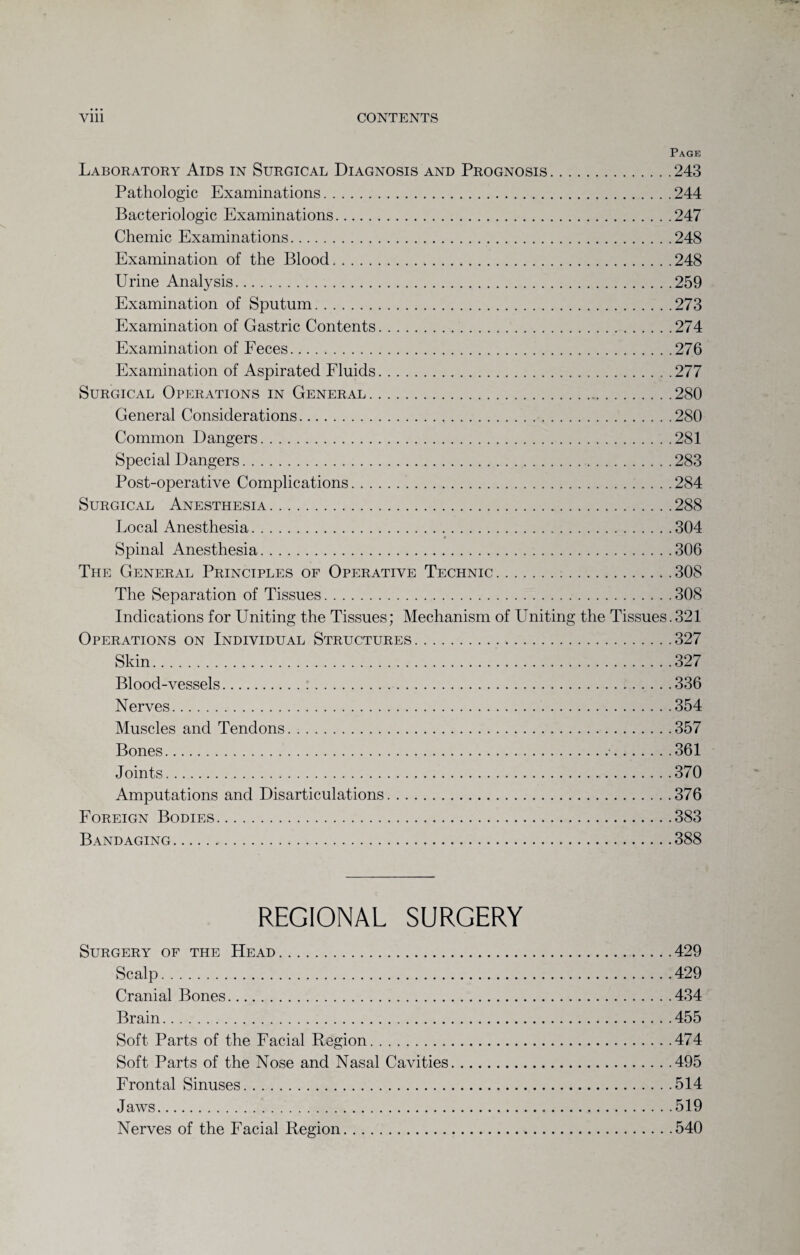 viii CONTENTS
Page
Laboratory Aids in Surgical Diagnosis and Prognosis...............243
Pathologic Examinations...............244
Bacteriologic Examinations...............247
Chemic Examinations...............248
Examination of the Blood...............248
Urine Analysis...............259
Examination of Sputum...............273
Examination of Gastric Contents...............274
Examination of Feces...............276
Examination of Aspirated Fluids...............277
Surgical Operations in General...............280
General Considerations...............280
Common Dangers...............281
Special Dangers...............283
Post-operative Complications...............284
Surgical Anesthesia...............288
Local Anesthesia...............304
Spinal Anesthesia...............306
The General Principles of Operative Technic...............308
The Separation of Tissues...............308
Indications for Uniting the Tissues; Mechanism of Uniting the Tissues.321
Operations on Individual Structures...............327
Skin...............327
Blood-vessels...............336
Nerves...............354
Muscles and Tendons...............357
Bones...............361
Joints...............370
Amputations and Disarticulations...............376
Foreign Bodies...............383
Bandaging...............388
REGIONAL SURGERY
Surgery of the Head...............429
Scalp...............429
Cranial Bones...............434
Brain...............455
Soft Parts of the Facial Region...............474
Soft Parts of the Nose and Nasal Cavities...............495
Frontal Sinuses...............514
Jaws...............519
Nerves of the Facial Region...............540